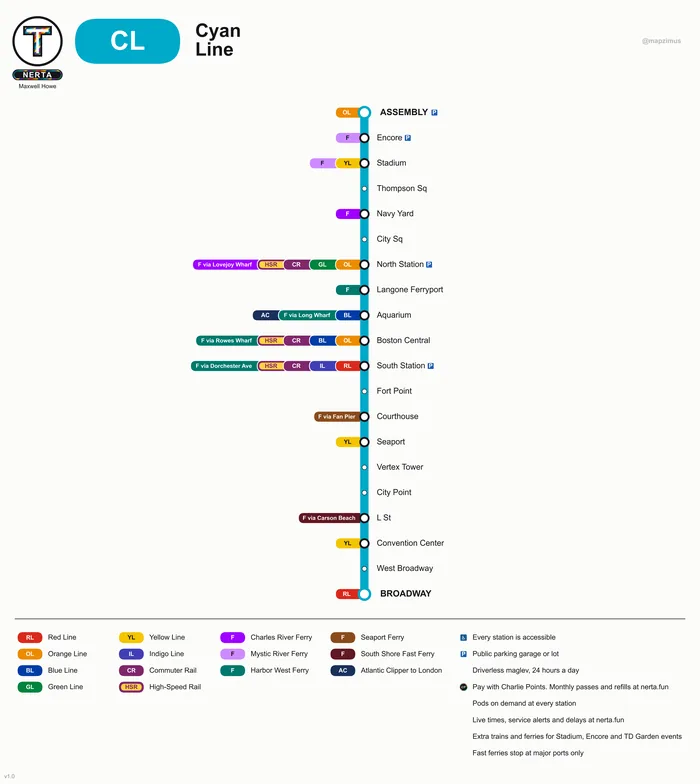 T
NERTA
Maxwell Howe
CL
Cyan
Line
@mapzimus
OL ASSEMBLY P
F Encore P
F YL Stadium
Thompson Sq
F Navy Yard
City Sq
F via Lovejoy Wharf HSR CR GL OL North Station P
F Langone Ferryport
AC F via Long Wharf BL Aquarium
F via Rowes Wharf HSR CR BL OL Boston Central
F via Dorchester Ave HSR CR IL RL South Station P
Fort Point
F via Fan Pier Courthouse
YL Seaport
Vertex Tower
City Point
F via Carson Beach L St
YL Convention Center
West Broadway
RL BROADWAY
RL Red Line
OL Orange Line
BL Blue Line
GL Green Line
YL Yellow Line
IL Indigo Line
CR Commuter Rail
HSR High-Speed Rail
F Charles River Ferry
F Mystic River Ferry
F Harbor West Ferry
F Seaport Ferry
F South Shore Fast Ferry
AC Atlantic Clipper to London
Every station is accessible
P Public parking garage or lot
Driverless maglev, 24 hours a day
Pay with Charlie Points. Monthly passes and refills at nerta.fun
Pods on demand at every station
Live times, service alerts and delays at nerta.fun
Extra trains and ferries for Stadium, Encore and TD Garden events
Fast ferries stop at major ports only
v1.0